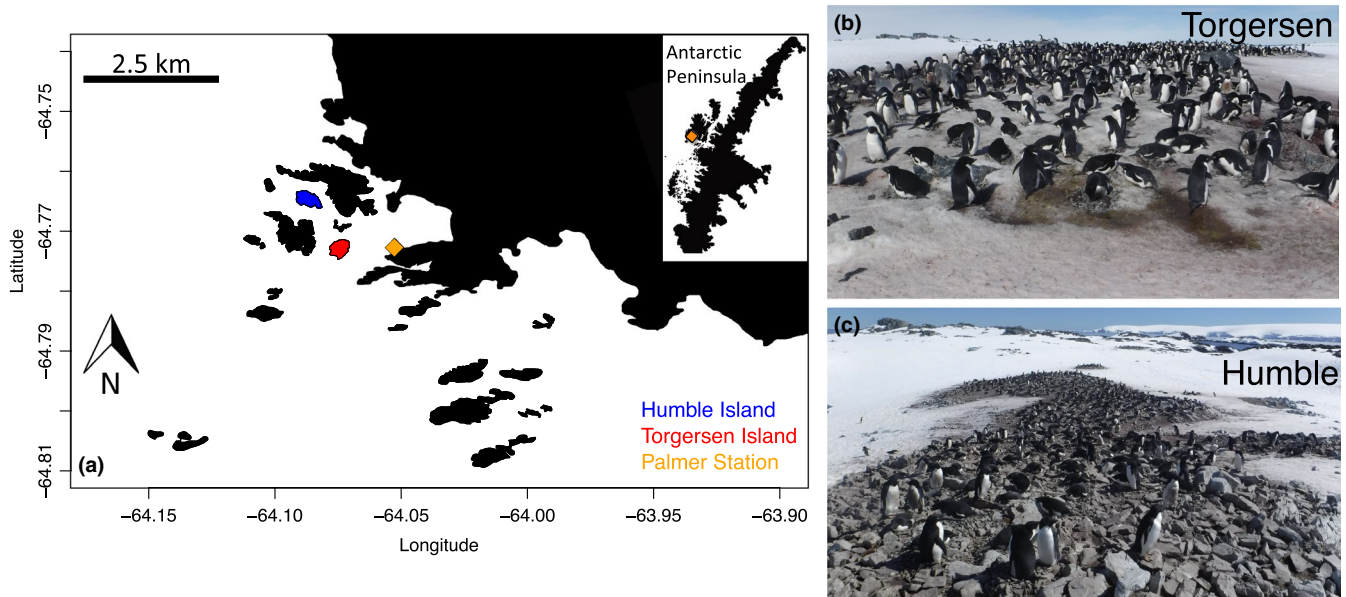 2.5 km
Antarctic
Peninsula
−64.75
−64.77
−64.79
−64.81
Latitude
N
Humble Island
Torgersen Island
Palmer Station
(a)
−64.15
−64.10
−64.05
−64.00
−63.95
−63.90
Longitude
(b)
Torgersen
(c)
Humble